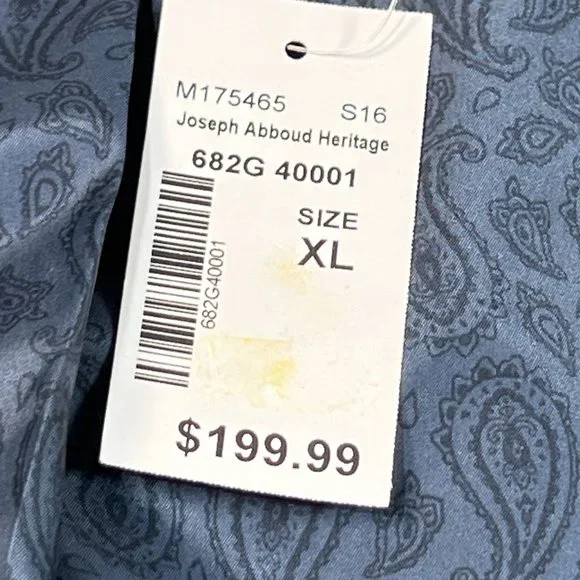 M175465 S16
Joseph Abboud Heritage
682G 40001
SIZE
XL
682G40001
$199.99